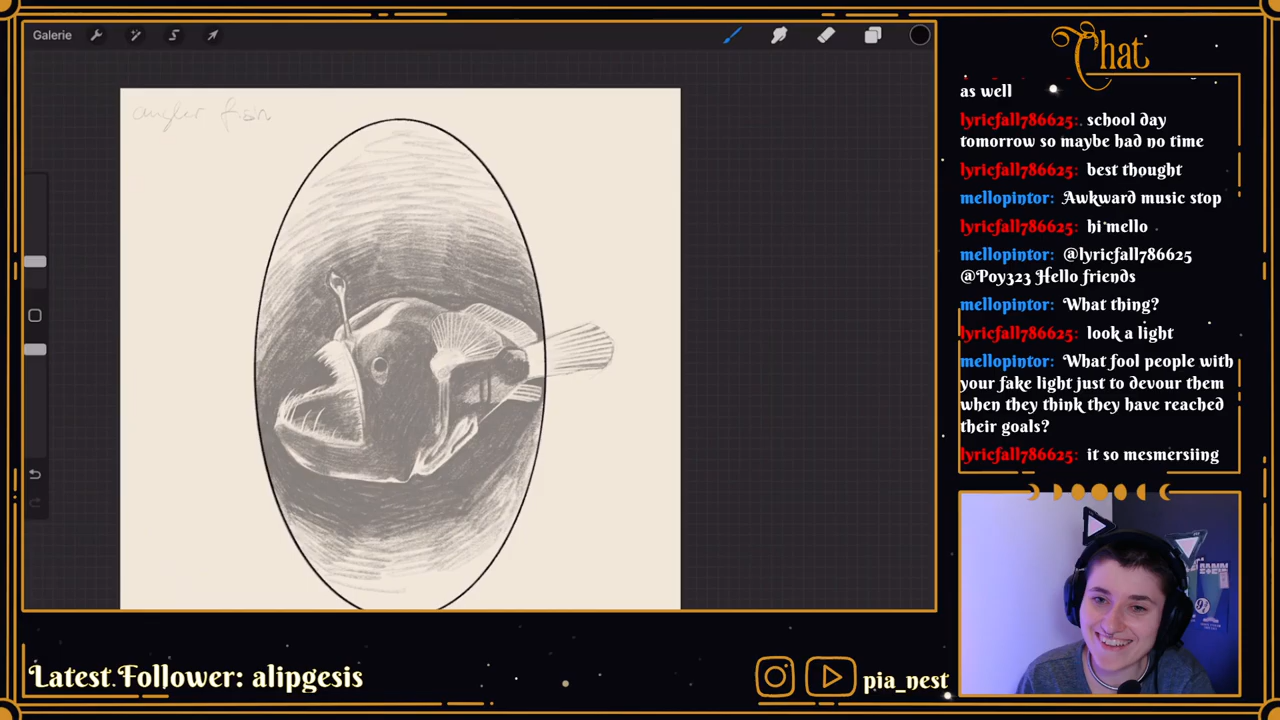 Galerie
angler fish
Chat
as well
lyricfall786625: school day
tomorrow so maybe had no time
lyricfall786625: best thought
mellopintor: Awkward music stop
lyricfall786625: hi mello
mellopintor: @lyricfall786625
@Poy323 Hello friends
mellopintor: What thing?
lyricfall786625: look a light
mellopintor: What fool people with
your fake light just to devour them
when they think they have reached
their goals?
lyricfall786625: it so mesmersiing
Latest Follower: alipgesis
pia_nest